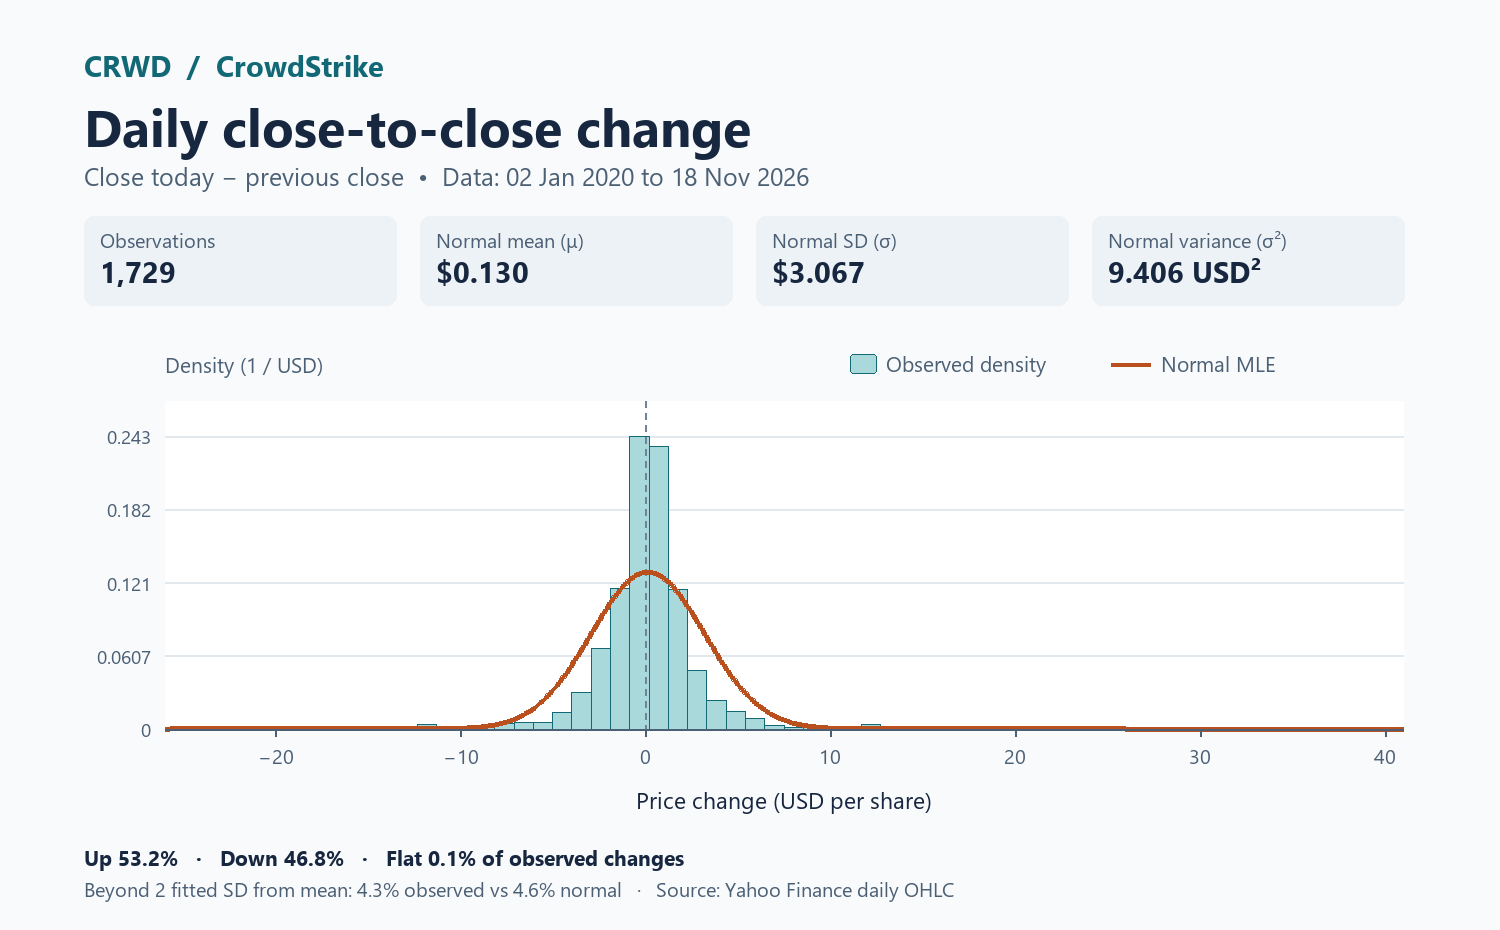 CRWD / CrowdStrike
Daily close-to-close change
Close today − previous close • Data: 02 Jan 2020 to 18 Nov 2026
Observations
1,729
Normal mean (μ)
$0.130
Normal SD (σ)
$3.067
Normal variance (σ²)
9.406 USD²
Density (1 / USD)
Observed density
Normal MLE
0.243
0.182
0.121
0.0607
0
−20 −10 0 10 20 30 40
Price change (USD per share)
Up 53.2% · Down 46.8% · Flat 0.1% of observed changes
Beyond 2 fitted SD from mean: 4.3% observed vs 4.6% normal · Source: Yahoo Finance daily OHLC